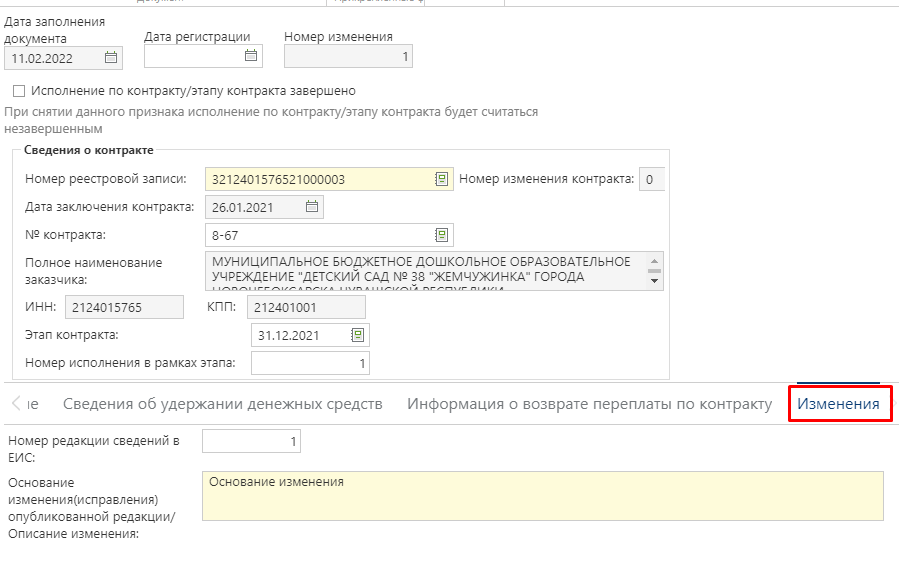 Дата заполнения
документа
Дата регистрации
Номер изменения
11.02.2022
1
Исполнение по контракту/этапу контракта завершено
При снятии данного признака исполнение по контракту/этапу контракта будет считаться
незавершенным
Сведения о контракте
Номер реестровой записи:
3212401576521000003
Номер изменения контракта:
0
Дата заключения контракта:
26.01.2021
№ контракта:
8-67
Полное наименование
заказчика:
МУНИЦИПАЛЬНОЕ БЮДЖЕТНОЕ ДОШКОЛЬНОЕ ОБРАЗОВАТЕЛЬНОЕ
УЧРЕЖДЕНИЕ "ДЕТСКИЙ САД № 38 "ЖЕМЧУЖИНКА" ГОРОДА
НОВОЧЕБОКСАРСКА ЧУВАШСКОЙ РЕСПУБЛИКИ
ИНН:
2124015765
КПП:
212401001
Этап контракта:
31.12.2021
Номер исполнения в рамках этапа:
1
ие
Сведения об удержании денежных средств
Информация о возврате переплаты по контракту
Изменения
Номер редакции сведений в
ЕИС:
1
Основание
изменения(исправления)
опубликованной редакции/
Описание изменения:
Основание изменения